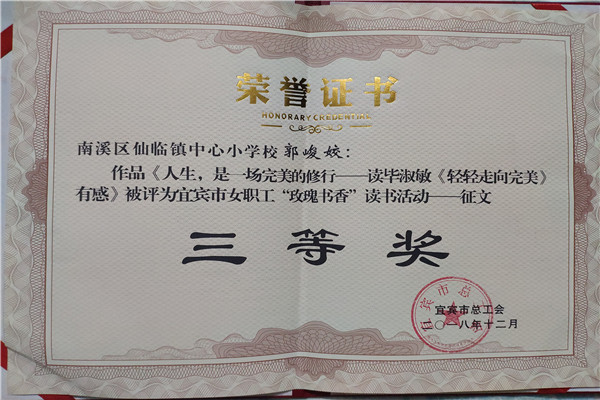 荣誉证书
HONORARY CREDENTIAL
南溪区仙临镇中心小学校郭峻姣：
作品《人生，是一场完美的修行——读毕淑敏《轻轻走向完美》
有感》被评为宜宾市女职工“玫瑰书香”读书活动——征文
三等奖
宜宾市总工会
二〇一八年十二月